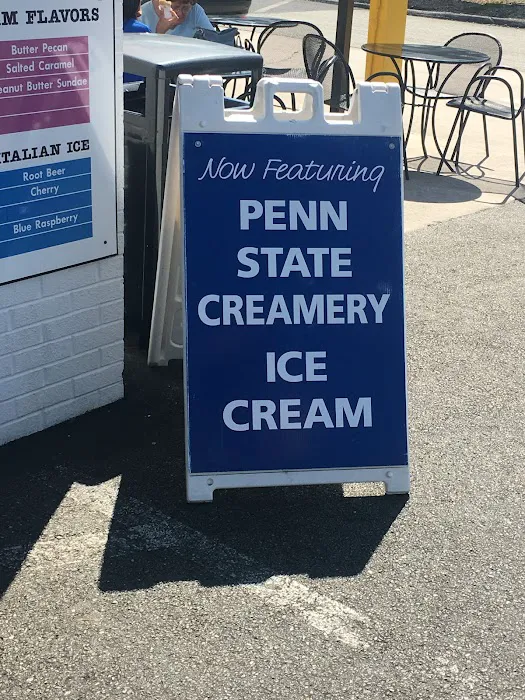 M FLAVORS
Butter Pecan
Salted Caramel
eanut Butter Sundae
TALIAN ICE
Root Beer
Cherry
Blue Raspberry
Now Featuring
PENN
STATE
CREAMERY
ICE
CREAM